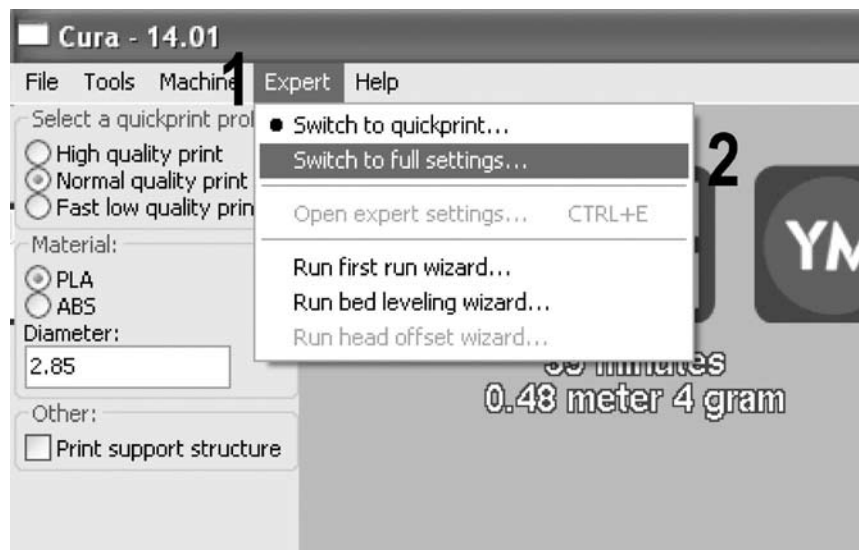 Cura - 14.01
1
File Tools Machine Expert Help
Select a quickprint
Switch to quickprint...
High quality print
Switch to full settings...
2
Normal quality print
Fast low quality prin
Open expert settings... CTRL+E
YM
Material:
PLA
Run first run wizard...
ABS
Run bed leveling wizard...
Diameter:
Run head offset wizard...
2.85
minutes
0.48 meter 4 gram
Other:
Print support structure